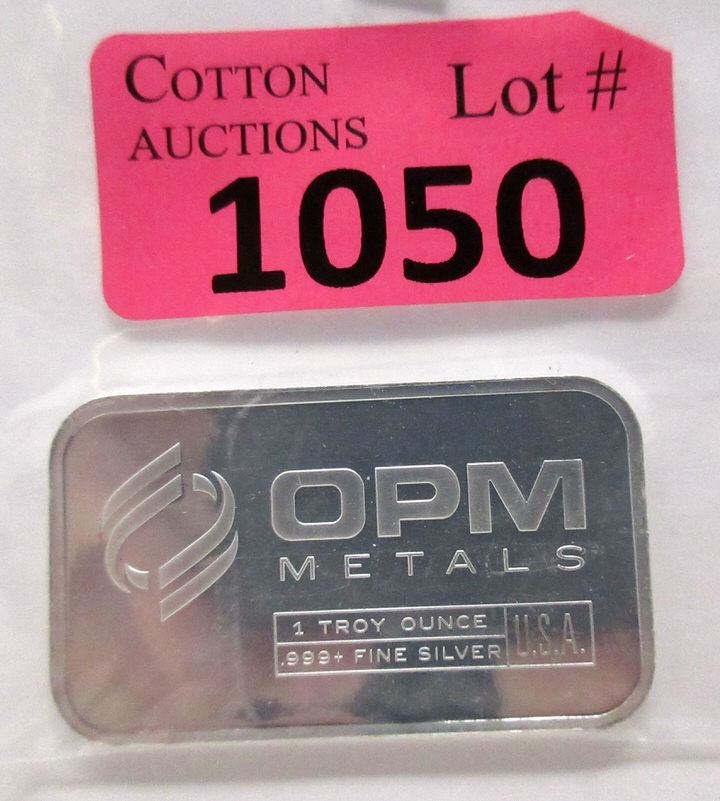 COTTON
AUCTIONS
Lot #
1050
OPM
METALS
1 TROY OUNCE
.999+ FINE SILVER
U.S.A.